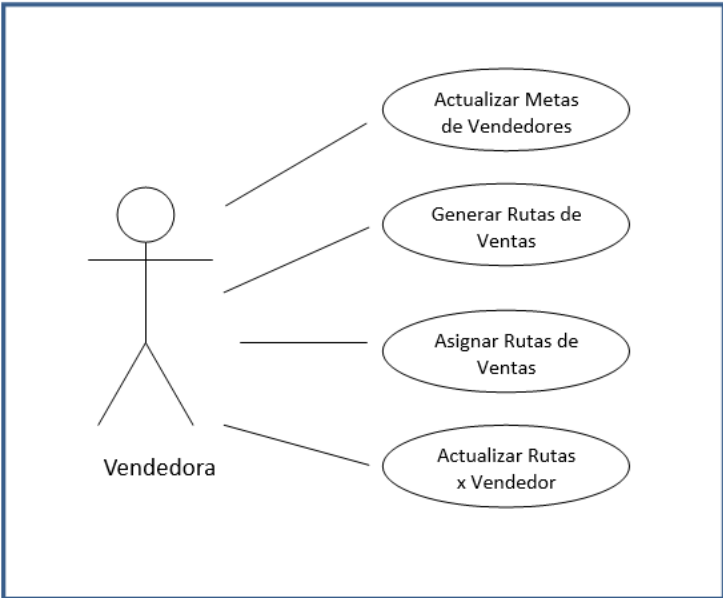 Actualizar Metas
de Vendedores
Generar Rutas de
Ventas
Asignar Rutas de
Ventas
Actualizar Rutas
x Vendedor
Vendedora